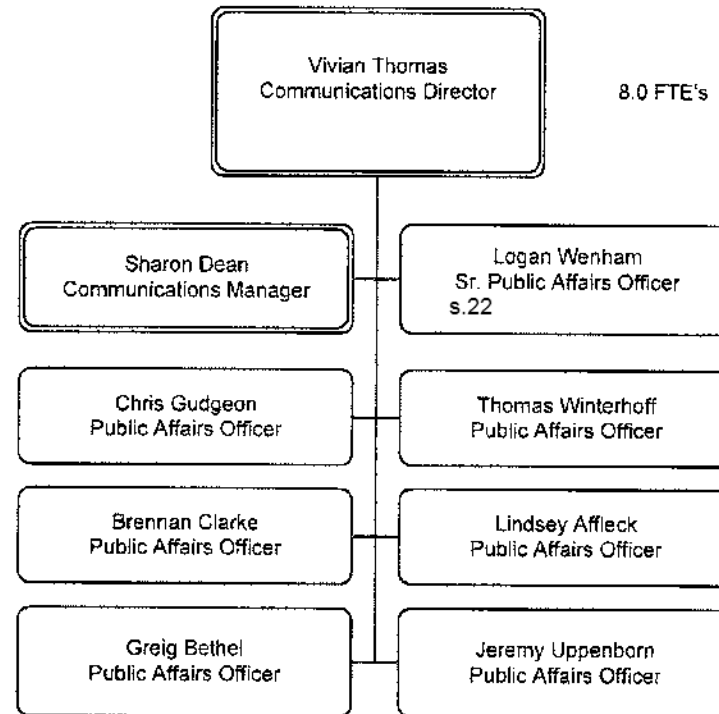 Vivian Thomas
Communications Director
8.0 FTE's
Sharon Dean
Communications Manager
Logan Wenham
Sr. Public Affairs Officer
s.22
Chris Gudgeon
Public Affairs Officer
Thomas Winterhoff
Public Affairs Officer
Brennan Clarke
Public Affairs Officer
Lindsey Affleck
Public Affairs Officer
Greig Bethel
Public Affairs Officer
Jeremy Uppenborn
Public Affairs Officer